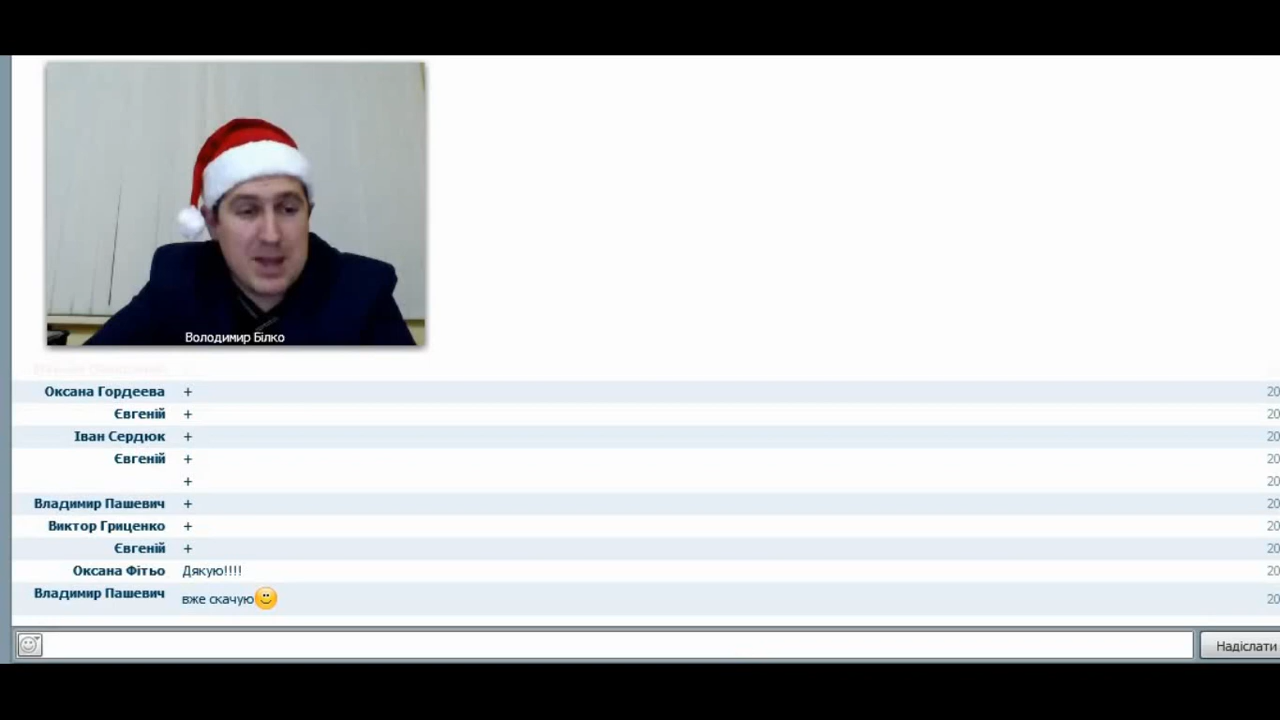 Володимир Білко
Оксана Гордеева +
Євгеній +
Іван Сердюк +
Євгеній +
+
Владимир Пашевич +
Виктор Гриценко +
Євгеній +
Оксана Фітьо Дякую!!!!
Владимир Пашевич вже скачую
Надіслати